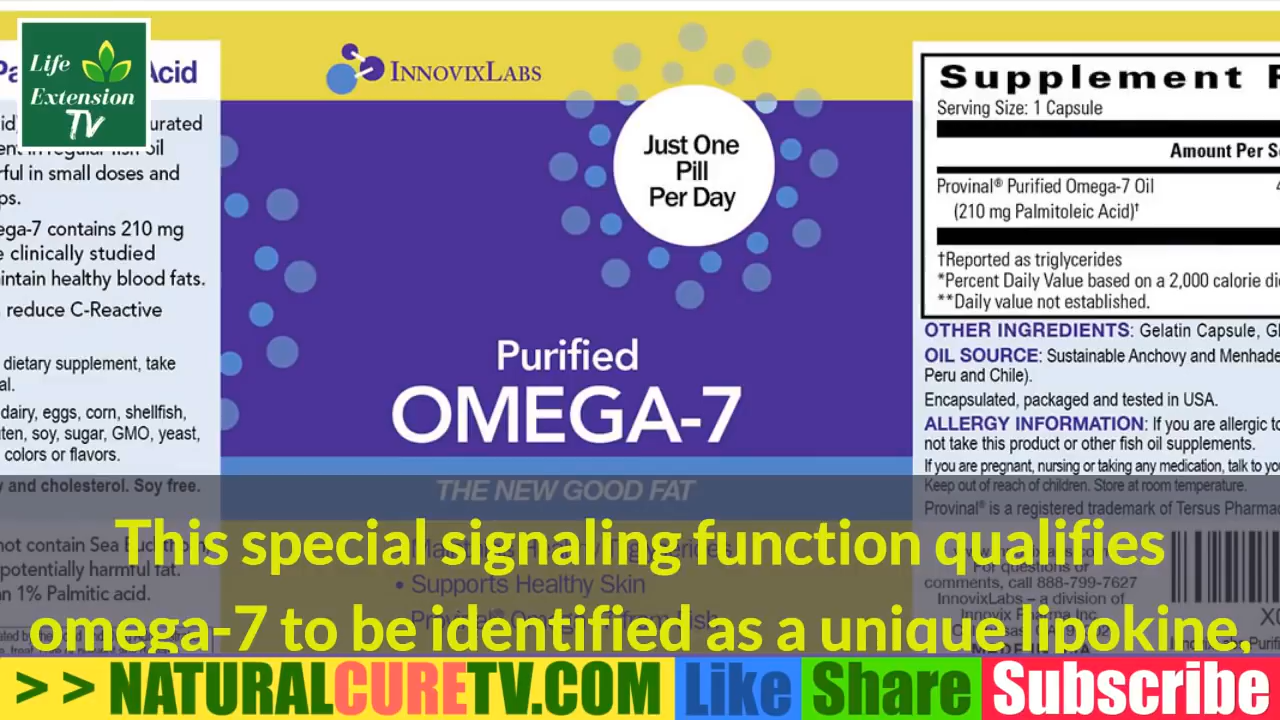 Life
Extension
TV
Acid
urated
rful in small doses and
ps.
ega-7 contains 210 mg
e clinically studied
intain healthy blood fats.
reduce C-Reactive
dietary supplement, take
al.
dairy, eggs, corn, shellfish,
ten, soy, sugar, GMO, yeast,
colors or flavors.
y and cholesterol. Soy free.
not contain Sea Buckthorn
potentially harmful fat.
n 1% Palmitic acid.
INNOVIXLABS
Just One
Pill
Per Day
Purified
OMEGA-7
THE NEW GOOD FAT
• Supports Healthy Skin
Supplement F
Serving Size: 1 Capsule
Amount Per Se
Provinal® Purified Omega-7 Oil
(210 mg Palmitoleic Acid)†
†Reported as triglycerides
*Percent Daily Value based on a 2,000 calorie die
**Daily value not established.
OTHER INGREDIENTS: Gelatin Capsule, Gl
OIL SOURCE: Sustainable Anchovy and Menhade
Peru and Chile).
Encapsulated, packaged and tested in USA.
ALLERGY INFORMATION: If you are allergic to
not take this product or other fish oil supplements.
If you are pregnant, nursing or taking any medication, talk to you
Keep out of reach of children. Store at room temperature.
Provinal® is a registered trademark of Tersus Pharmac
For questions or
comments, call 888-799-7627
InnovixLabs – a division of
Innovix Pharma Inc.
This special signaling function qualifies
omega-7 to be identified as a unique lipokine.
> > NATURALCURETV.COM Like Share Subscribe